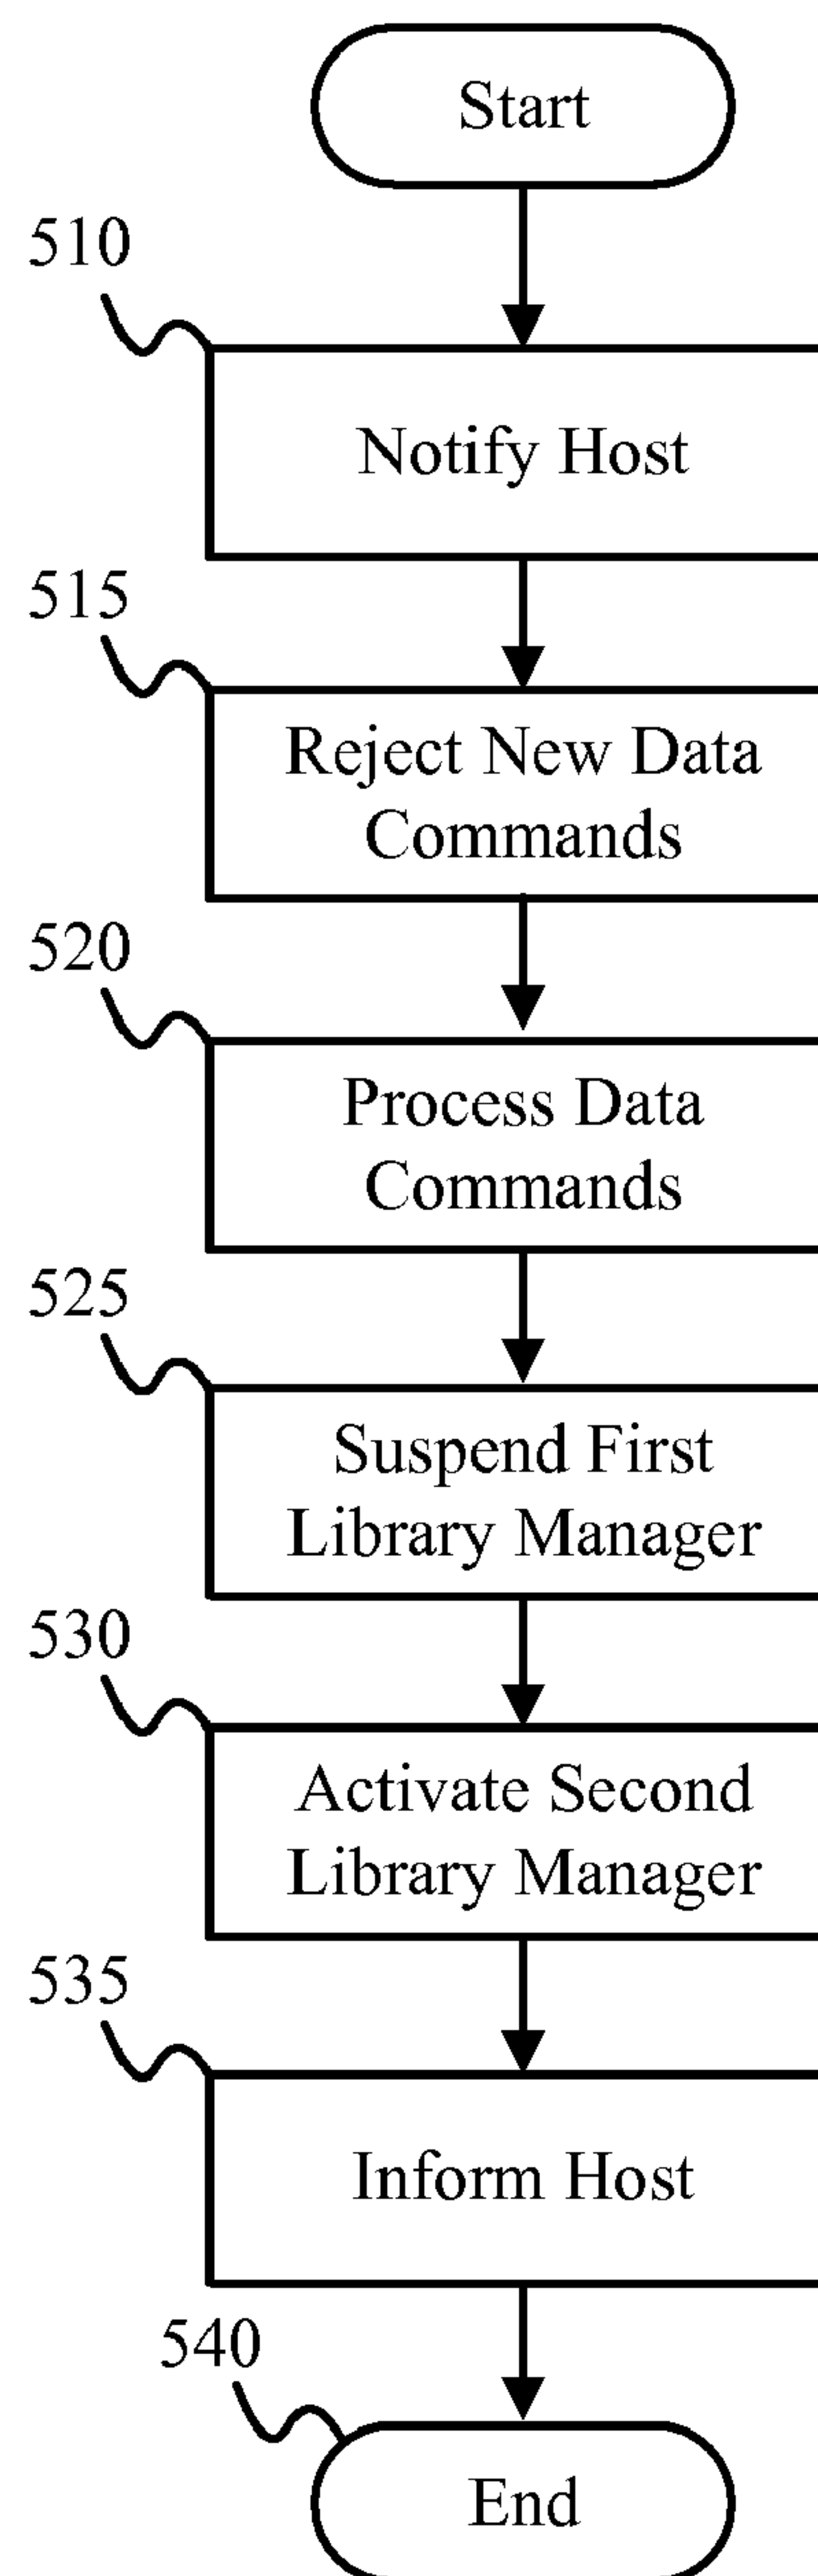 Start
510
Notify Host
515
Reject New Data
Commands
520
Process Data
Commands
525
Suspend First
Library Manager
530
Activate Second
Library Manager
535
Inform Host
540
End